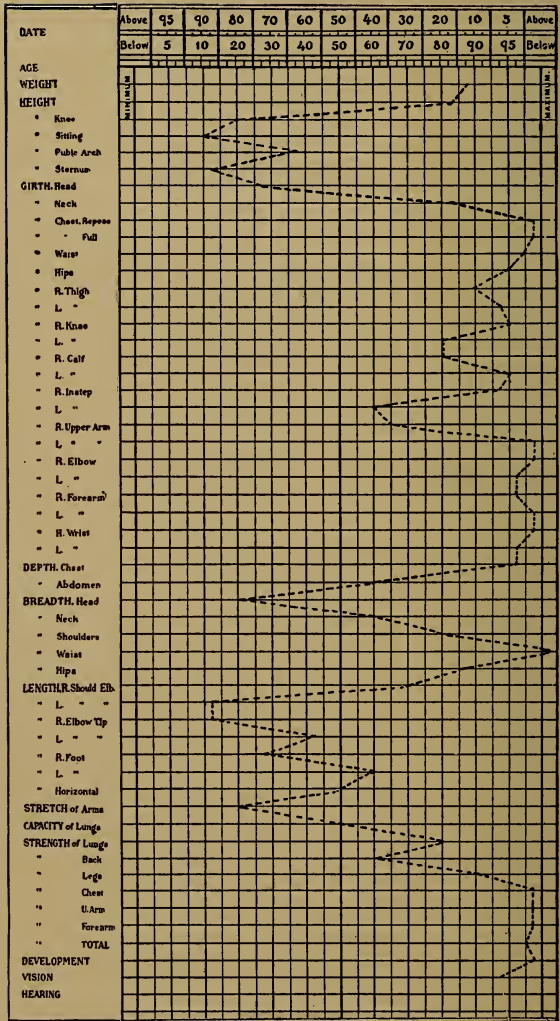 DATE
Above 95 90 80 70 60 50 40 30 20 10 5 Above
Below 5 10 20 30 40 50 60 70 80 90 95 Below
AGE
MINIMUM
MAXIMUM.
WEIGHT
HEIGHT
" Knee
" Sitting
" Pubic Arch
" Sternum
GIRTH. Head
" Neck
" Chest. Repose
" " Full
" Waist
" Hips
" R. Thigh
" L. "
" R. Knee
" L. "
" R. Calf
" L. "
" R. Instep
" L "
" R. Upper Arm
" L " "
" R. Elbow
" L "
" R. Forearm
" L. "
" R. Wrist
" L. "
DEPTH. Chest
" Abdomen
BREADTH. Head
" Neck
" Shoulders
" Waist
" Hips
LENGTH, R. Should Elb.
" L. " "
" R. Elbow Tip
" L " "
" R. Foot
" L. "
" Horizontal
STRETCH of Arms
CAPACITY of Lungs
STRENGTH of Lungs
" Back
" Legs
" Chest
" U. Arm
" Forearm
" TOTAL
DEVELOPMENT
VISION
HEARING